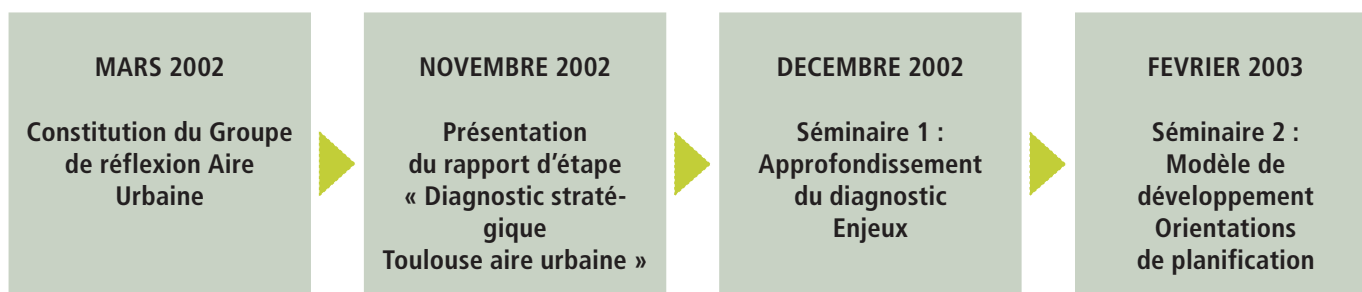 MARS 2002
Constitution du Groupe
de réflexion Aire
Urbaine
NOVEMBRE 2002
Présentation
du rapport d’étape
« Diagnostic straté-
gique
Toulouse aire urbaine »
DECEMBRE 2002
Séminaire 1 :
Approfondissement
du diagnostic
Enjeux
FEVRIER 2003
Séminaire 2 :
Modèle de
développement
Orientations
de planification